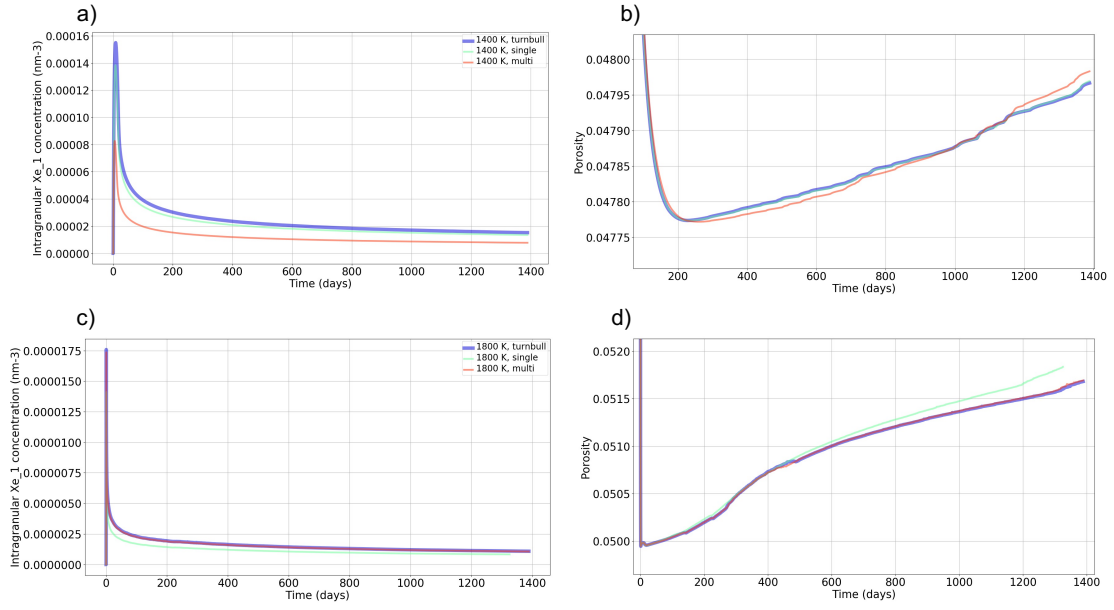 a)
Intragranular Xe_1 concentration (nm-3)
0.00016
0.00014
0.00012
0.00010
0.00008
0.00006
0.00004
0.00002
0.00000
1400 K, turnbull
1400 K, single
1400 K, multi
0 200 400 600 800 1000 1200 1400
Time (days)
b)
Porosity
0.04800
0.04795
0.04790
0.04785
0.04780
0.04775
200 400 600 800 1000 1200 1400
Time (days)
c)
Intragranular Xe_1 concentration (nm-3)
0.0000175
0.0000150
0.0000125
0.0000100
0.0000075
0.0000050
0.0000025
0.0000000
1800 K, turnbull
1800 K, single
1800 K, multi
0 200 400 600 800 1000 1200 1400
Time (days)
d)
Porosity
0.0520
0.0515
0.0510
0.0505
0.0500
0 200 400 600 800 1000 1200 1400
Time (days)